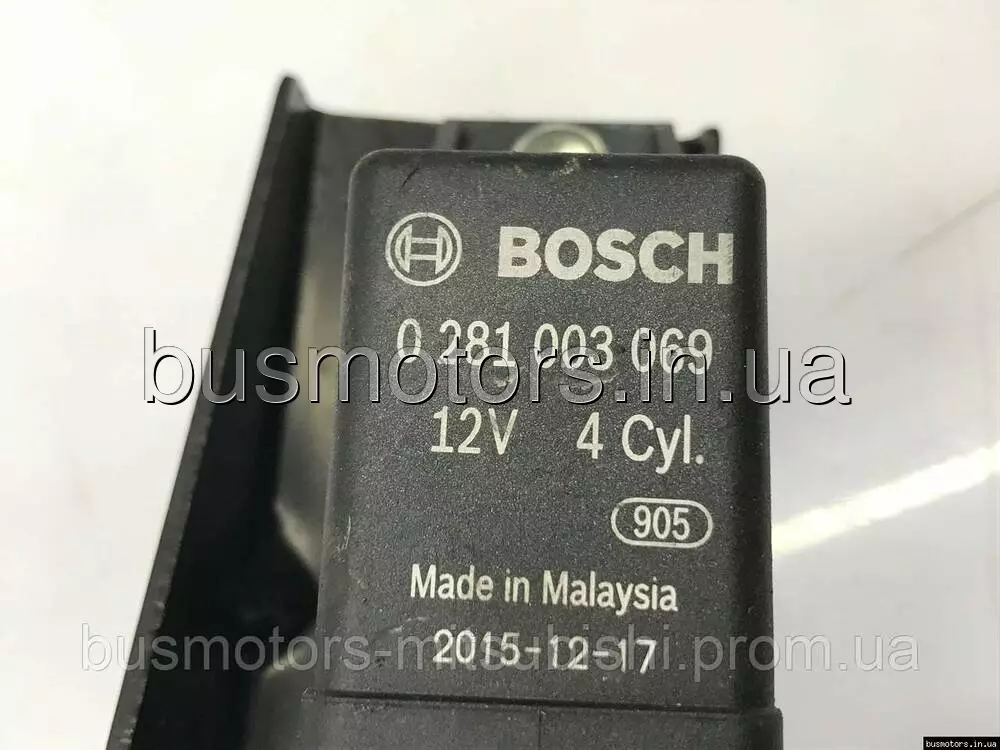 BOSCH
0 281 003 069
busmotors.in.ua
12V 4 Cyl.
905
Made in Malaysia
2015-12-17
busmotors-mitsubishi.prom.ua
busmotors.in.ua